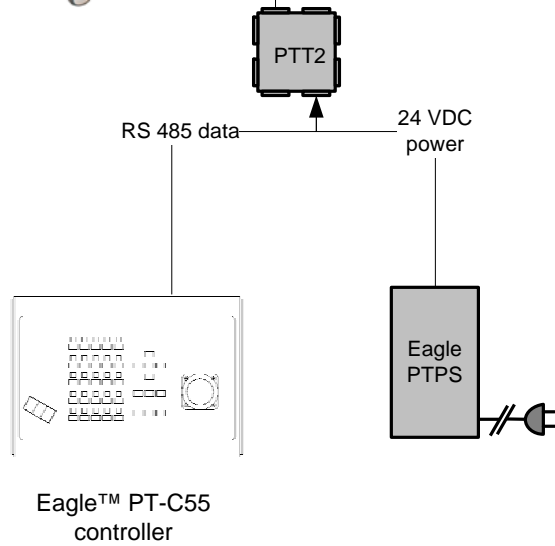 PTT2
RS 485 data
24 VDC
power
Eagle
PTPS
Eagle™ PT-C55
controller